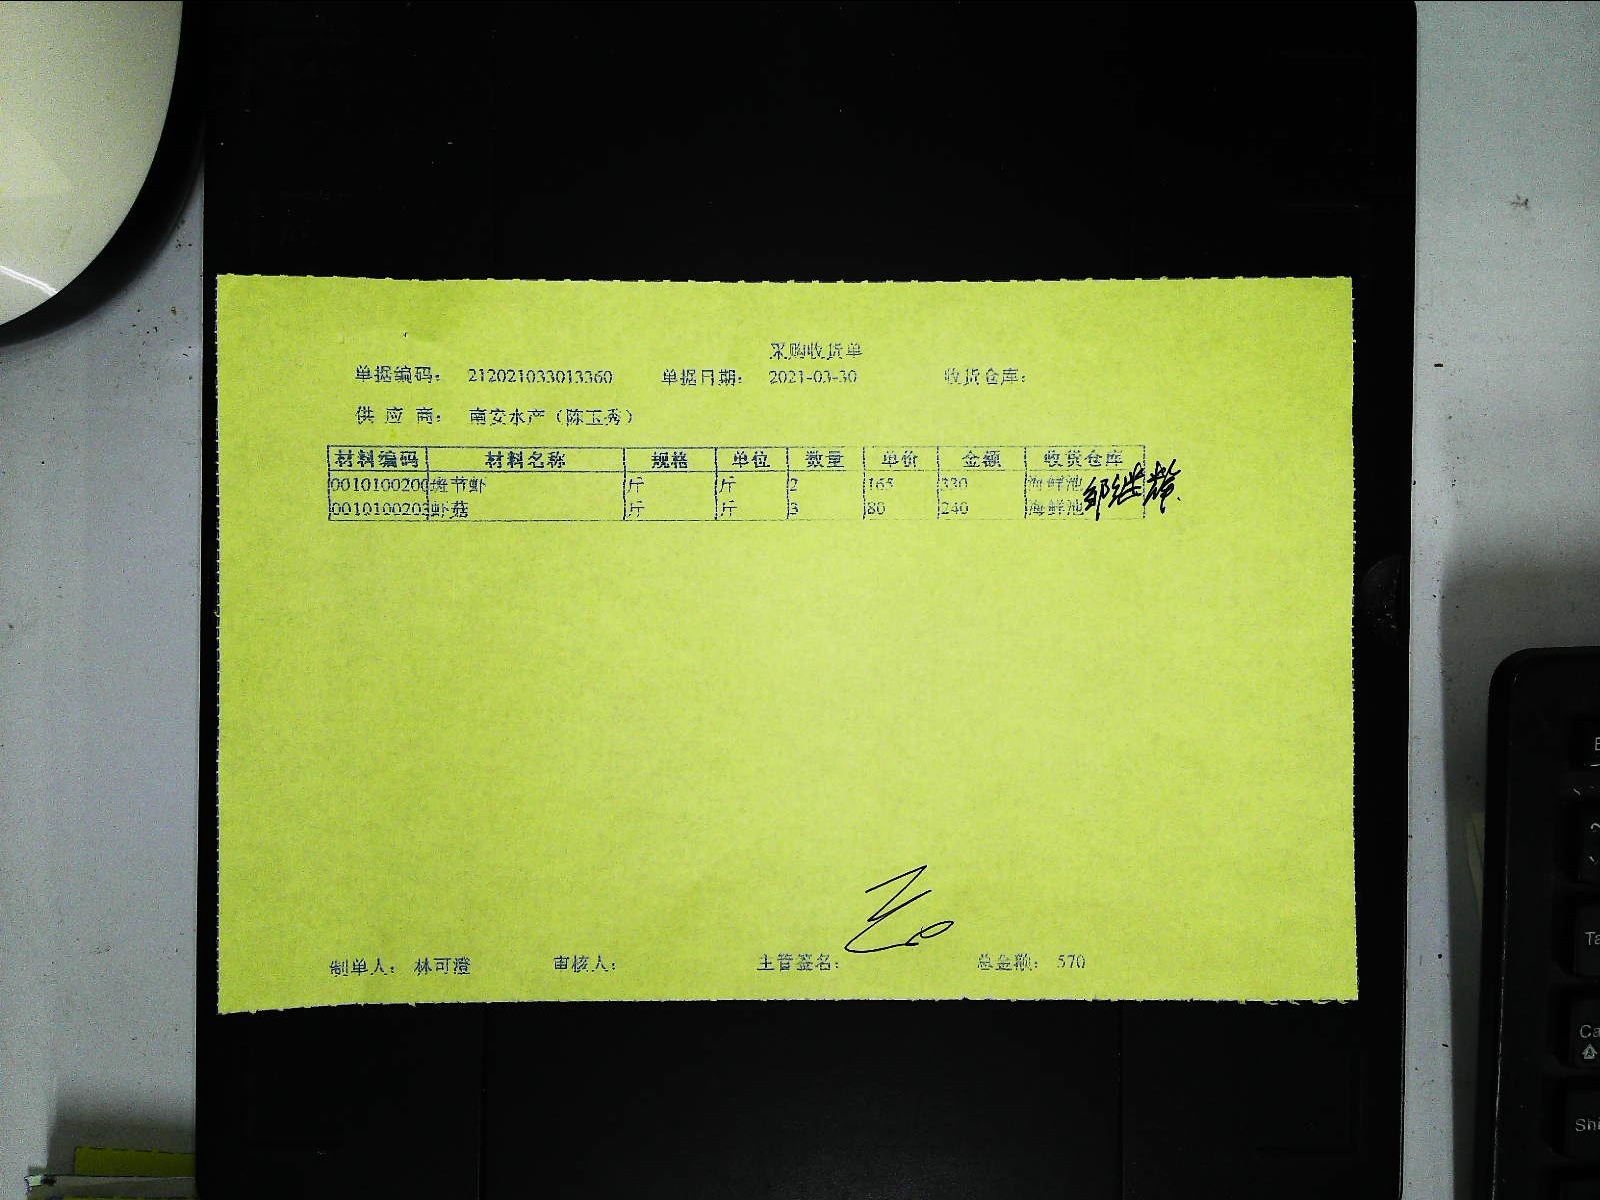 采购收货单
单据编码： 212021033013360 单据日期： 2021-03-30 收货仓库：
供 应 商： 南安水产（陈玉秀）
材料编码 材料名称 规格 单位 数量 单价 金额 收货仓库
0010100200 斑节虾 斤 斤 2 165 330 海鲜池
0010100203 虾菇 斤 斤 3 80 240 海鲜池
制单人： 林可澄 审核人： 主管签名： 总金额： 570